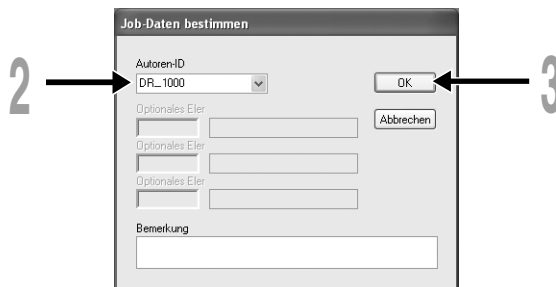 Job-Daten bestimmen
2
Autoren-ID
DR_1000
OK
3
Optionales Eler
Abbrechen
Optionales Eler
Optionales Eler
Bemerkung